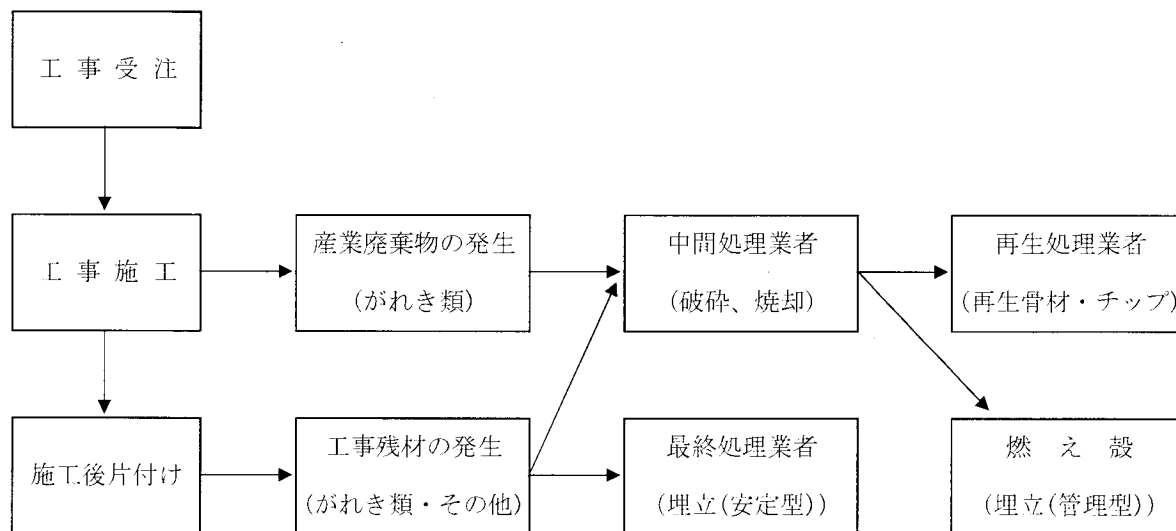 工事受注
工事施工
産業廃棄物の発生
(がれき類)
中間処理業者
(破砕、焼却)
再生処理業者
(再生骨材・チップ)
施工後片付け
工事残材の発生
(がれき類・その他)
最終処理業者
(埋立(安定型))
燃え殻
(埋立(管理型))